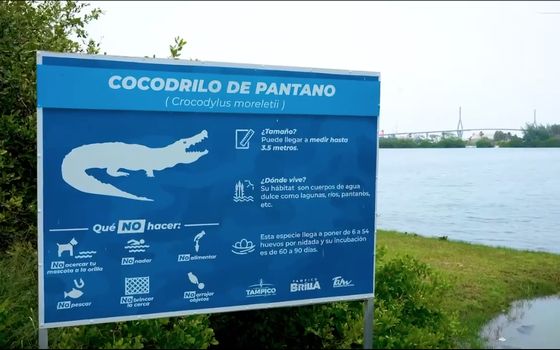 COCODRILO DE PANTANO
( Crocodylus moreletii )
¿Tamaño?
Puede llegar a medir hasta
3.5 metros.
¿Dónde vive?
Su hábitat son cuerpos de agua
dulce como lagunas, ríos, pantanos,
etc.
Esta especie llega a poner de 6 a 54
huevos por nidada y su incubación
es de 60 a 90 días.
Qué NO hacer:
No acercar tu
mascota a la orilla
No nadar
No alimentar
No pescar
No brincar
la cerca
No arrojar
objetos
TAMPICO
TAMPICO
BRILLA
Tam